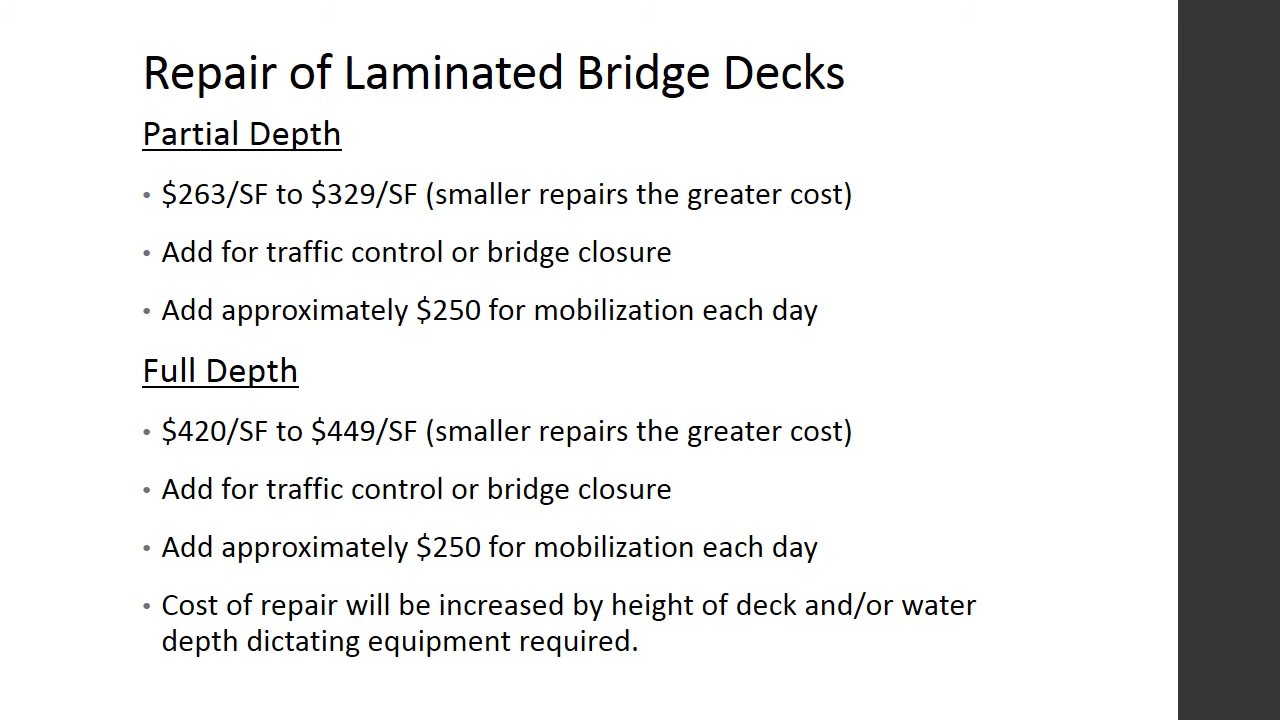 Repair of Laminated Bridge Decks
Partial Depth
• $263/SF to $329/SF (smaller repairs the greater cost)
• Add for traffic control or bridge closure
• Add approximately $250 for mobilization each day
Full Depth
• $420/SF to $449/SF (smaller repairs the greater cost)
• Add for traffic control or bridge closure
• Add approximately $250 for mobilization each day
• Cost of repair will be increased by height of deck and/or water
depth dictating equipment required.